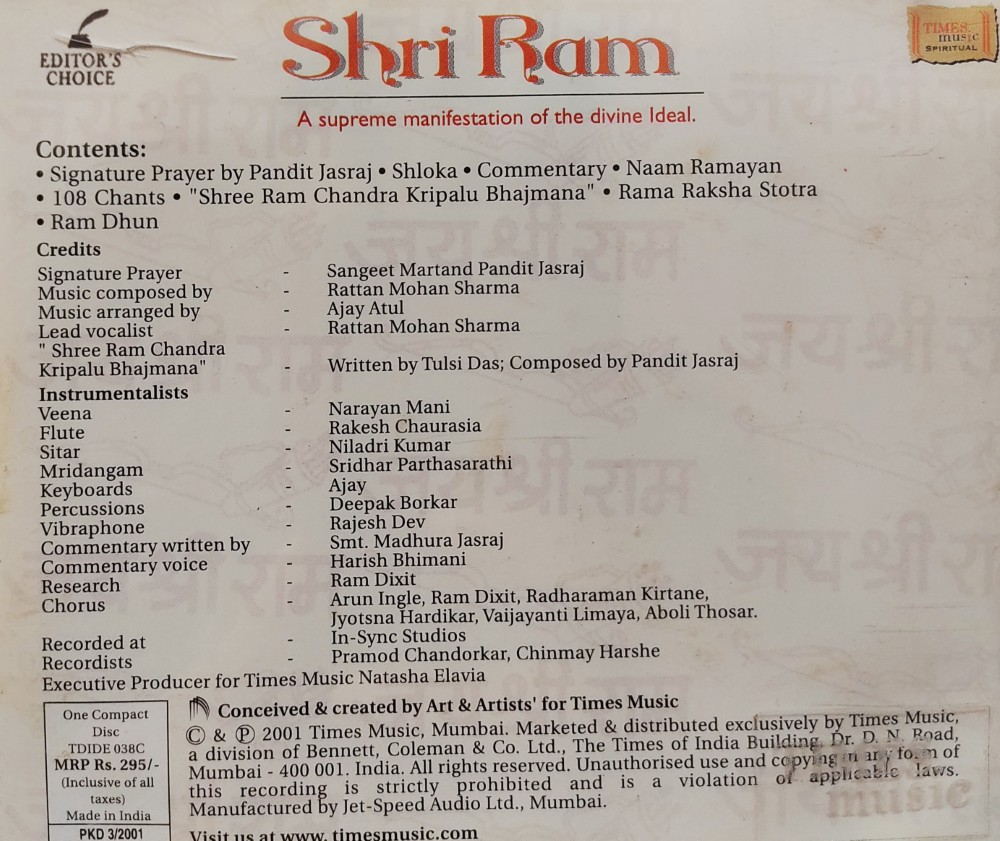 EDITOR'S
CHOICE
Shri Ram
TIMES
music
SPIRITUAL
A supreme manifestation of the divine Ideal.
Contents:
• Signature Prayer by Pandit Jasraj • Shloka • Commentary • Naam Ramayan
• 108 Chants • "Shree Ram Chandra Kripalu Bhajmana" • Rama Raksha Stotra
• Ram Dhun
Credits
Signature Prayer - Sangeet Martand Pandit Jasraj
Music composed by - Rattan Mohan Sharma
Music arranged by - Ajay Atul
Lead vocalist - Rattan Mohan Sharma
" Shree Ram Chandra
Kripalu Bhajmana" - Written by Tulsi Das; Composed by Pandit Jasraj
Instrumentalists
Veena - Narayan Mani
Flute - Rakesh Chaurasia
Sitar - Niladri Kumar
Mridangam - Sridhar Parthasarathi
Keyboards - Ajay
Percussions - Deepak Borkar
Vibraphone - Rajesh Dev
Commentary written by - Smt. Madhura Jasraj
Commentary voice - Harish Bhimani
Research - Ram Dixit
Chorus - Arun Ingle, Ram Dixit, Radharaman Kirtane,
Jyotsna Hardikar, Vaijayanti Limaya, Aboli Thosar.
Recorded at - In-Sync Studios
Recordists - Pramod Chandorkar, Chinmay Harshe
Executive Producer for Times Music Natasha Elavia
One Compact
Disc
TDIDE 038C
MRP Rs. 295/-
(Inclusive of all
taxes)
Made in India
PKD 3/2001
Conceived & created by Art & Artists' for Times Music
© & ℗ 2001 Times Music, Mumbai. Marketed & distributed exclusively by Times Music,
a division of Bennett, Coleman & Co. Ltd., The Times of India Building, Dr. D. N. Road,
Mumbai - 400 001. India. All rights reserved. Unauthorised use and copying in any form of
this recording is strictly prohibited and is a violation of applicable laws.
Manufactured by Jet-Speed Audio Ltd., Mumbai.
music
Visit us at www. timesmusic.com
जय श्री राम
जय श्री राम
जय श्री रा
जय श्री राम
जय श्री रा